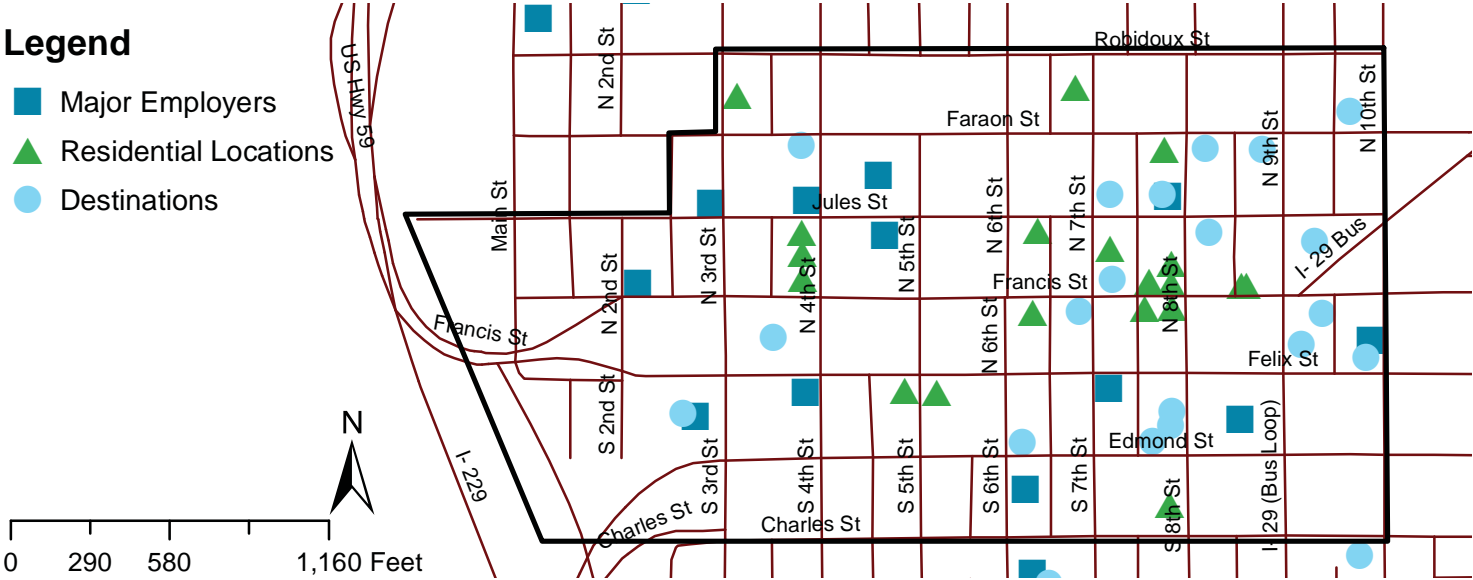 Legend
Major Employers
Residential Locations
Destinations
N
0 290 580 1,160 Feet
US Hwy 59
Main St
N 2nd St
Robidoux St
Faraon St
N 9th St
N 10th St
Jules St
N 3rd St
N 2nd St
N 4th St
N 5th St
N 6th St
N 7th St
Francis St
N 8th St
I- 29 Bus
Francis St
N 6th St
Felix St
S 2nd St
Edmond St
I- 229
S 3rd St
S 4th St
S 5th St
S 6th St
S 7th St
S 8th St
I- 29 (Bus Loop)
Charles St
Charles St